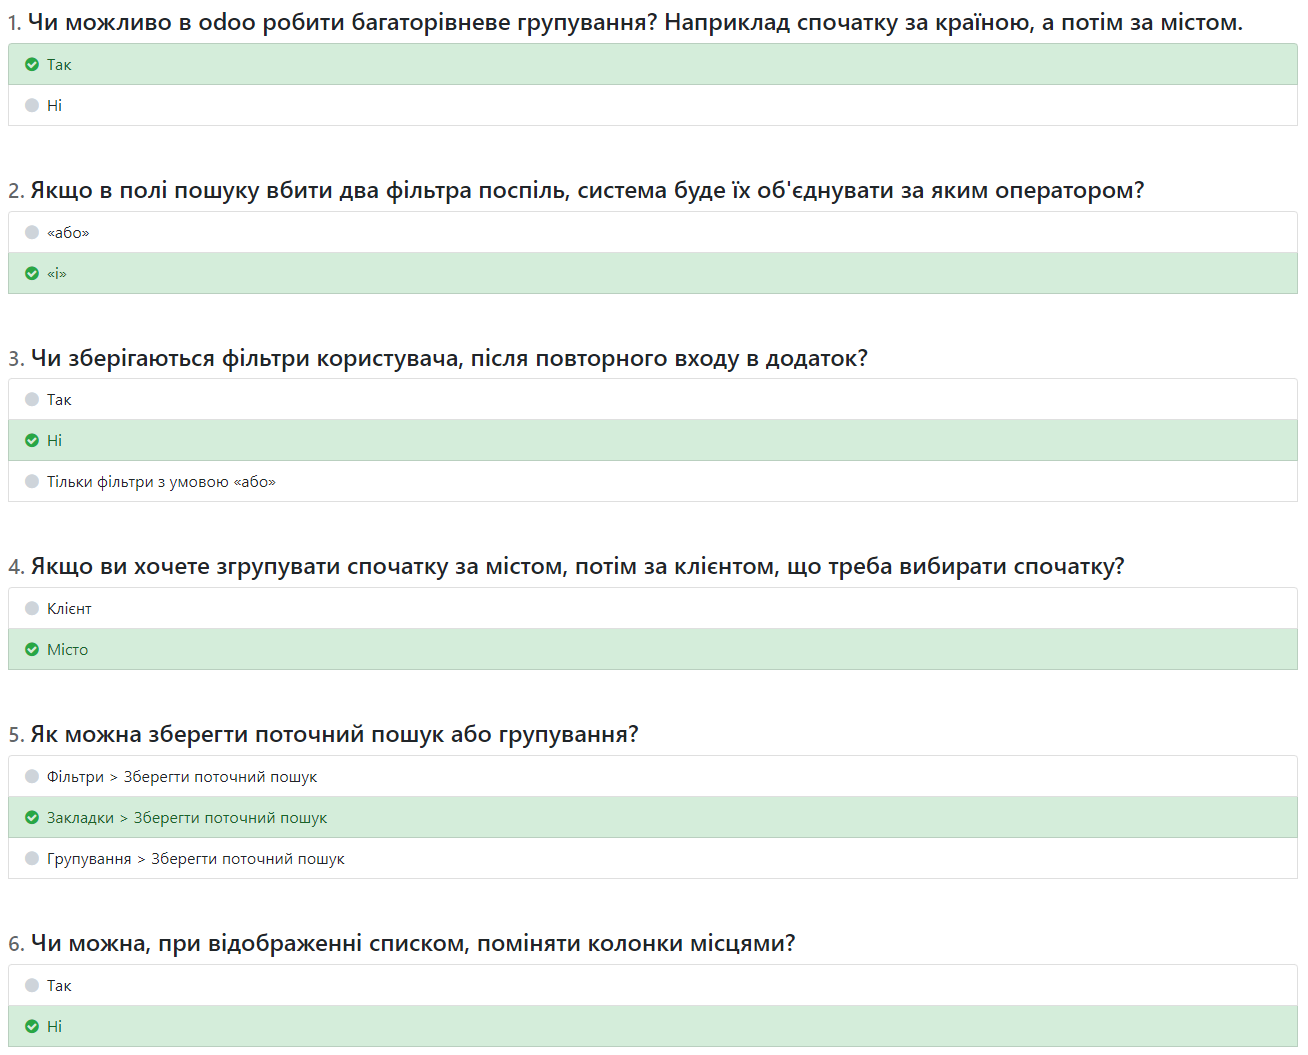 1. Чи можливо в odoo робити багаторівневе групування? Наприклад спочатку за країною, а потім за містом.
Так
Ні
2. Якщо в полі пошуку вбити два фільтра поспіль, система буде їх об'єднувати за яким оператором?
«або»
«і»
3. Чи зберігаються фільтри користувача, після повторного входу в додаток?
Так
Ні
Тільки фільтри з умовою «або»
4. Якщо ви хочете згрупувати спочатку за містом, потім за клієнтом, що треба вибирати спочатку?
Клієнт
Місто
5. Як можна зберегти поточний пошук або групування?
Фільтри > Зберегти поточний пошук
Закладки > Зберегти поточний пошук
Групування > Зберегти поточний пошук
6. Чи можна, при відображенні списком, поміняти колонки місцями?
Так
Ні